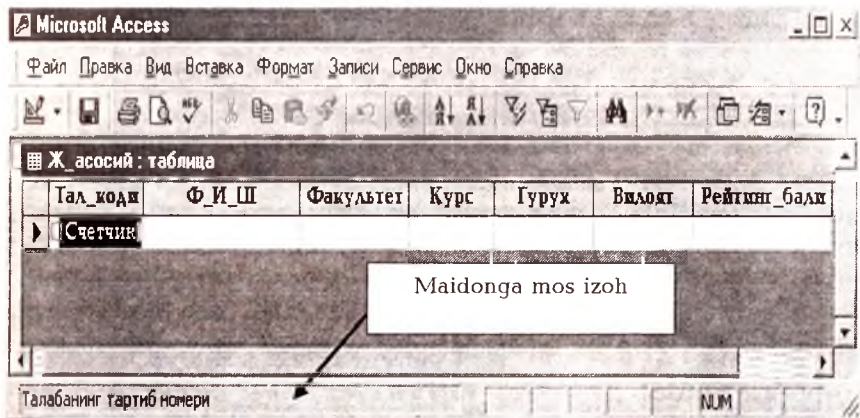 Microsoft Access
Файл Правка Вид Вставка Формат Записи Сервис Окно Справка
Ж_асосий : таблица
Тал_коди Ф_И_Ш Факультет Курс Гурух Вилоят Рейтинг_бали
Счетчик
Maidonga mos izoh
Талабанинг тартиб номери
NUM